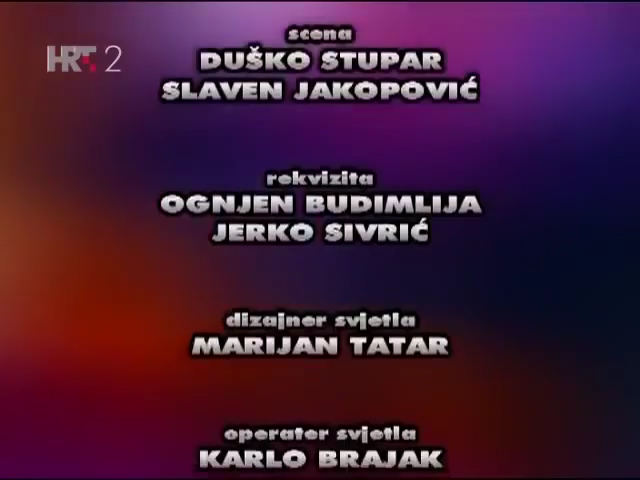 scena
HRT 2
DUŠKO STUPAR
SLAVEN JAKOPOVIĆ
rekvizita
OGNJEN BUDIMLIJA
JERKO SIVRIĆ
dizajner svjetla
MARIJAN TATAR
operater svjetla
KARLO BRAJAK